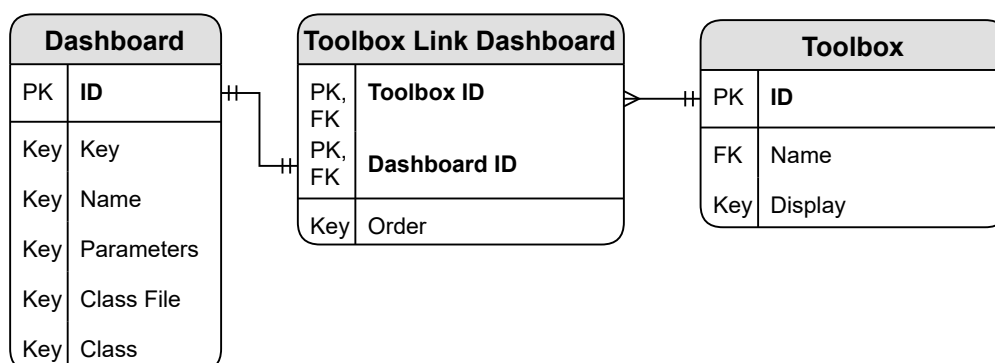 Dashboard
PK ID
Key Key
Key Name
Key Parameters
Key Class File
Key Class
Toolbox Link Dashboard
PK, Toolbox ID
FK
PK, Dashboard ID
FK
Key Order
Toolbox
PK ID
FK Name
Key Display